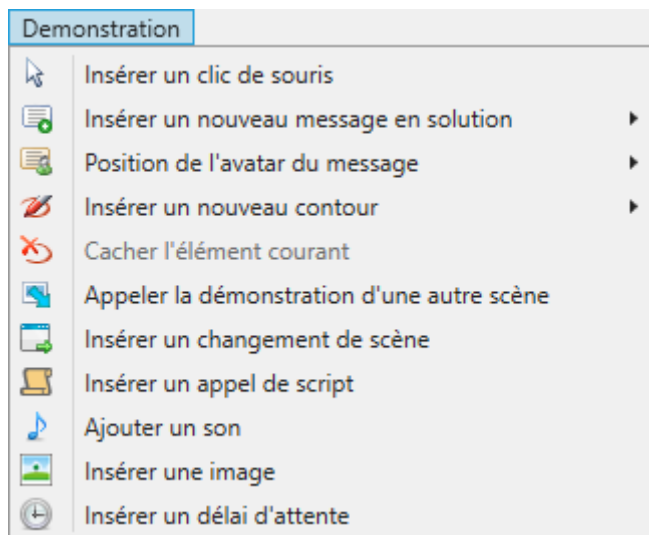 Demonstration
Insérer un clic de souris
Insérer un nouveau message en solution
Position de l'avatar du message
Insérer un nouveau contour
Cacher l'élément courant
Appeler la démonstration d'une autre scène
Insérer un changement de scène
Insérer un appel de script
Ajouter un son
Insérer une image
Insérer un délai d'attente